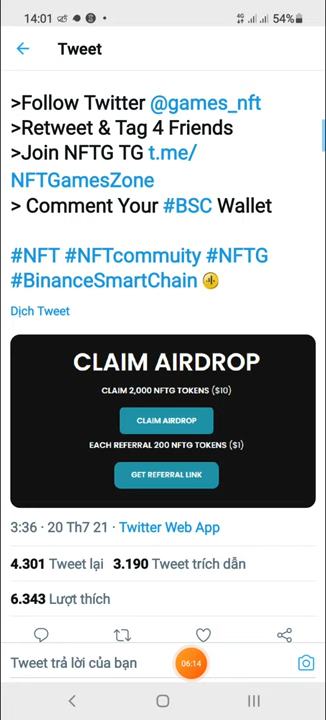 14:01
4G
54%
Tweet
>Follow Twitter @games_nft
>Retweet & Tag 4 Friends
>Join NFTG TG t.me/
NFTGamesZone
> Comment Your #BSC Wallet
#NFT #NFTcommuity #NFTG
#BinanceSmartChain
Dịch Tweet
CLAIM AIRDROP
CLAIM 2,000 NFTG TOKENS ($10)
CLAIM AIRDROP
EACH REFERRAL 200 NFTG TOKENS ($1)
GET REFERRAL LINK
3:36 · 20 Th7 21 · Twitter Web App
4.301 Tweet lại 3.190 Tweet trích dẫn
6.343 Lượt thích
Tweet trả lời của bạn
06:14